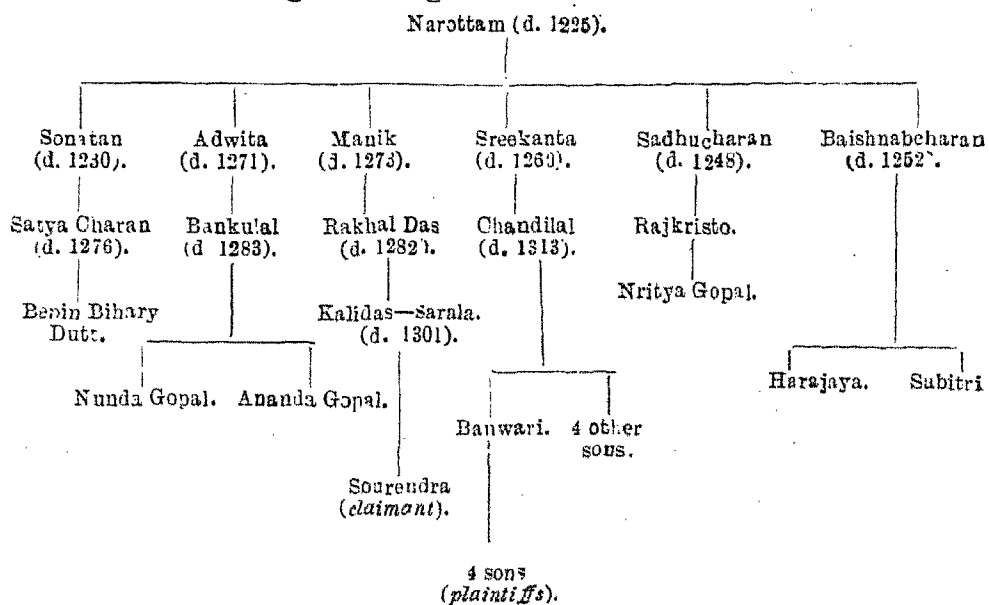 Narottam (d. 1225).
Sonatan Adwita Manik Sreekanta Sadhucharan Baishnabcharan
(d. 1230). (d. 1271). (d. 1273). (d. 1260). (d. 1248). (d. 1252).
Satya Charan Bankulal Rakhal Das Chandilal Rajkristo.
(d. 1276). (d 1283). (d. 1282). (d. 1313).
Nritya Gopal.
Bepin Bihary Kalidas—Sarala.
Dutt. (d. 1301).
Harajaya. Subitri
Nunda Gopal. Ananda Gopal.
Banwari. 4 other
sons.
Sourendra
(claimant).
4 sons
(plaintiffs).